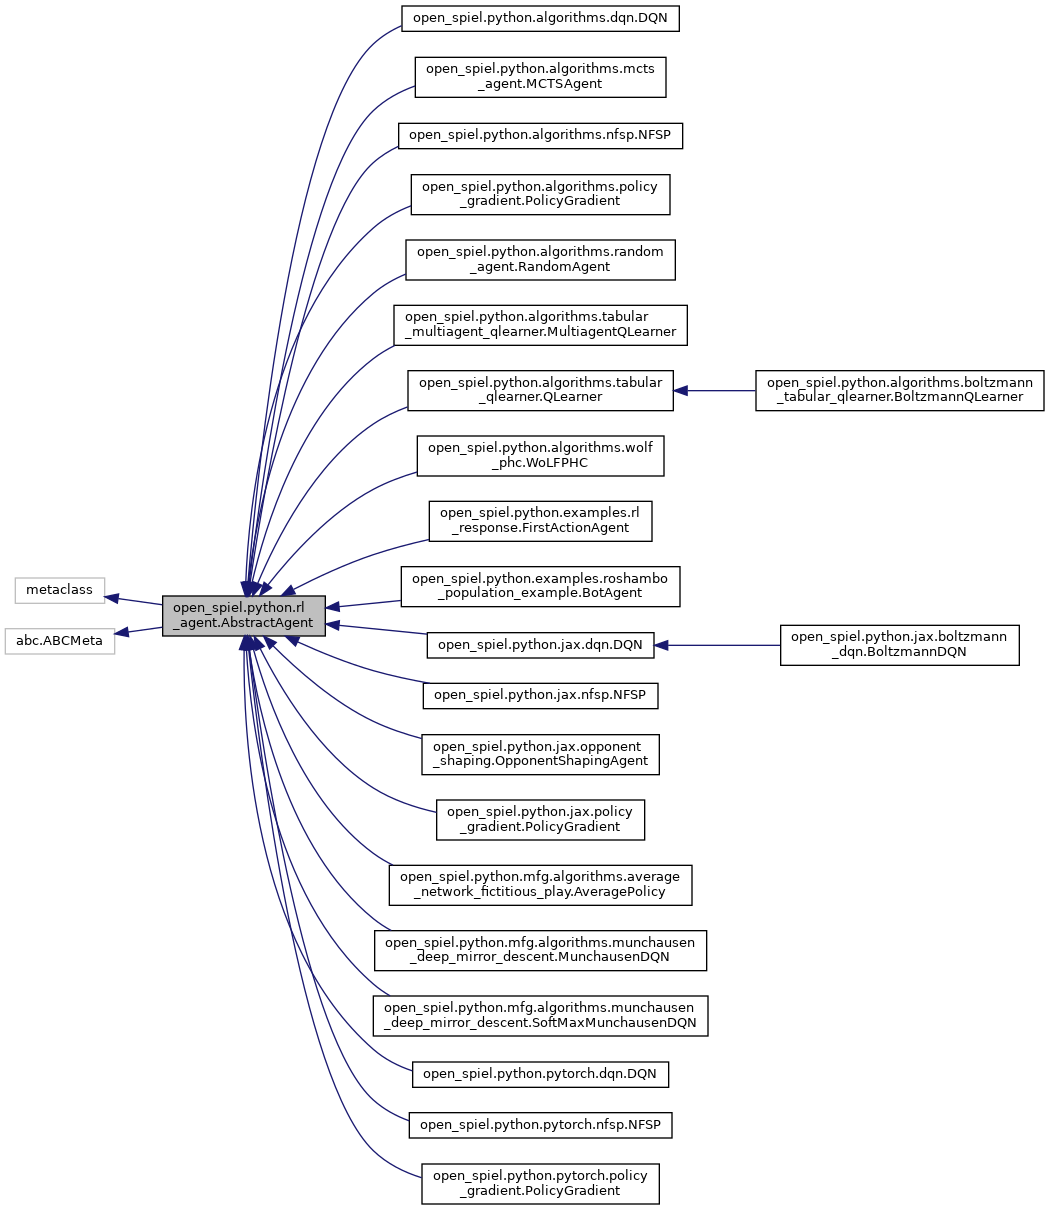 open_spiel.python.algorithms.dqn.DQN
open_spiel.python.algorithms.mcts
_agent.MCTSAgent
open_spiel.python.algorithms.nfsp.NFSP
open_spiel.python.algorithms.policy
_gradient.PolicyGradient
open_spiel.python.algorithms.random
_agent.RandomAgent
open_spiel.python.algorithms.tabular
_multiagent_qlearner.MultiagentQLearner
open_spiel.python.algorithms.tabular
_qlearner.QLearner
open_spiel.python.algorithms.boltzmann
_tabular_qlearner.BoltzmannQLearner
open_spiel.python.algorithms.wolf
_phc.WoLFPHC
open_spiel.python.examples.rl
_response.FirstActionAgent
open_spiel.python.examples.roshambo
_population_example.BotAgent
metaclass
abc.ABCMeta
open_spiel.python.rl
_agent.AbstractAgent
open_spiel.python.jax.dqn.DQN
open_spiel.python.jax.boltzmann
_dqn.BoltzmannDQN
open_spiel.python.jax.nfsp.NFSP
open_spiel.python.jax.opponent
_shaping.OpponentShapingAgent
open_spiel.python.jax.policy
_gradient.PolicyGradient
open_spiel.python.mfg.algorithms.average
_network_fictitious_play.AveragePolicy
open_spiel.python.mfg.algorithms.munchausen
_deep_mirror_descent.MunchausenDQN
open_spiel.python.mfg.algorithms.munchausen
_deep_mirror_descent.SoftMaxMunchausenDQN
open_spiel.python.pytorch.dqn.DQN
open_spiel.python.pytorch.nfsp.NFSP
open_spiel.python.pytorch.policy
_gradient.PolicyGradient